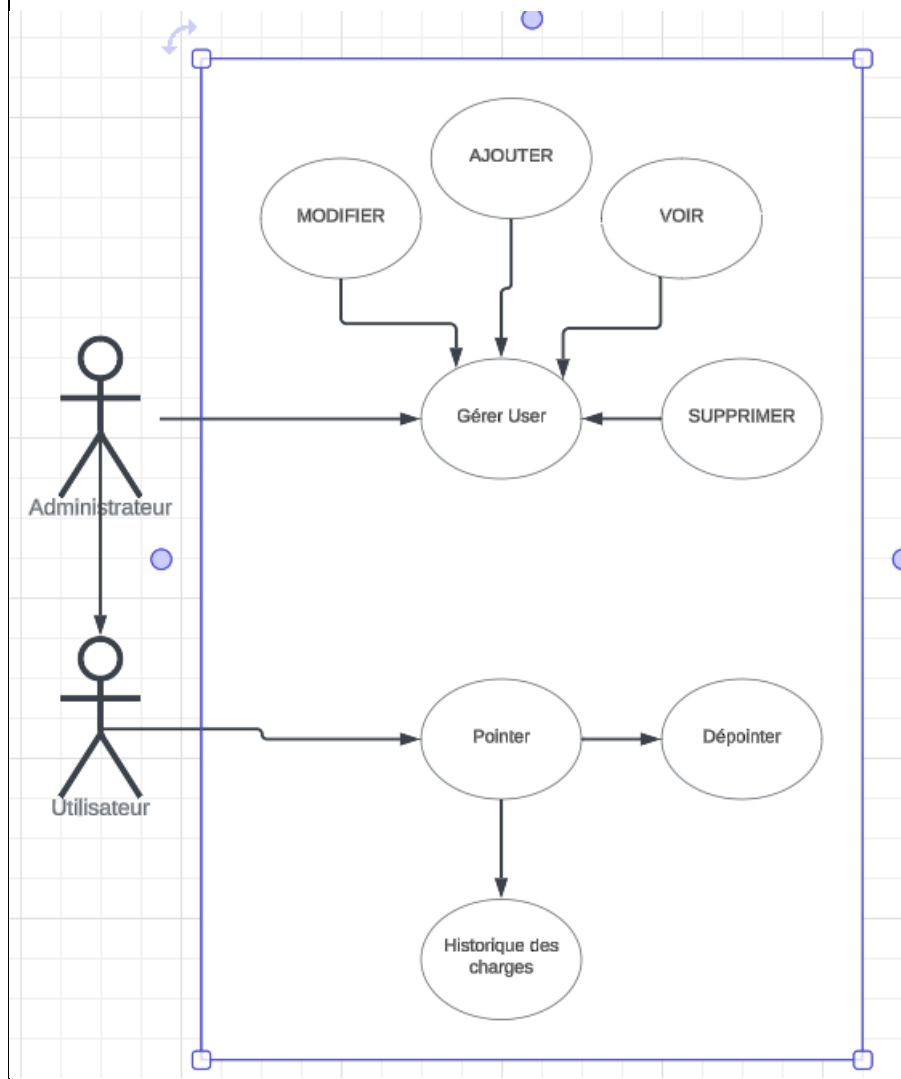 AJOUTER
MODIFIER
VOIR
Gérer User
SUPPRIMER
Administrateur
Pointer
Dépointer
Utilisateur
Historique des
charges